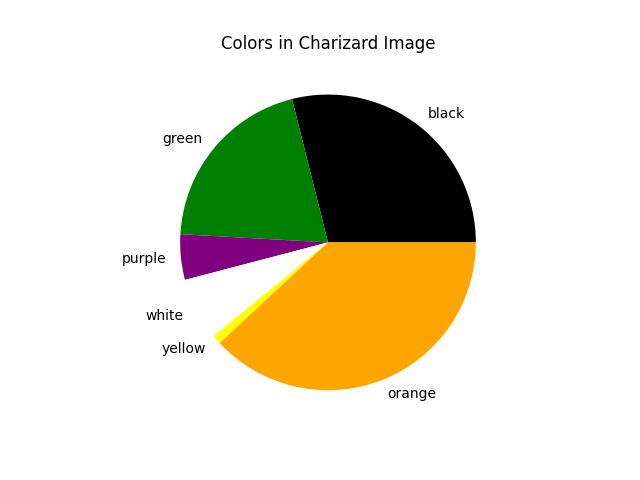 Colors in Charizard Image
black
green
purple
white
yellow
orange